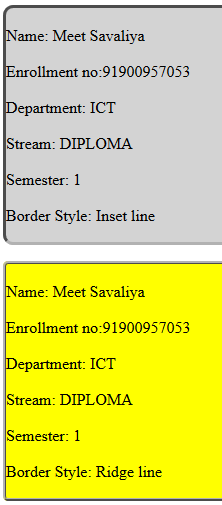 Name: Meet Savaliya
Enrollment no:91900957053
Department: ICT
Stream: DIPLOMA
Semester: 1
Border Style: Inset line
Name: Meet Savaliya
Enrollment no:91900957053
Department: ICT
Stream: DIPLOMA
Semester: 1
Border Style: Ridge line